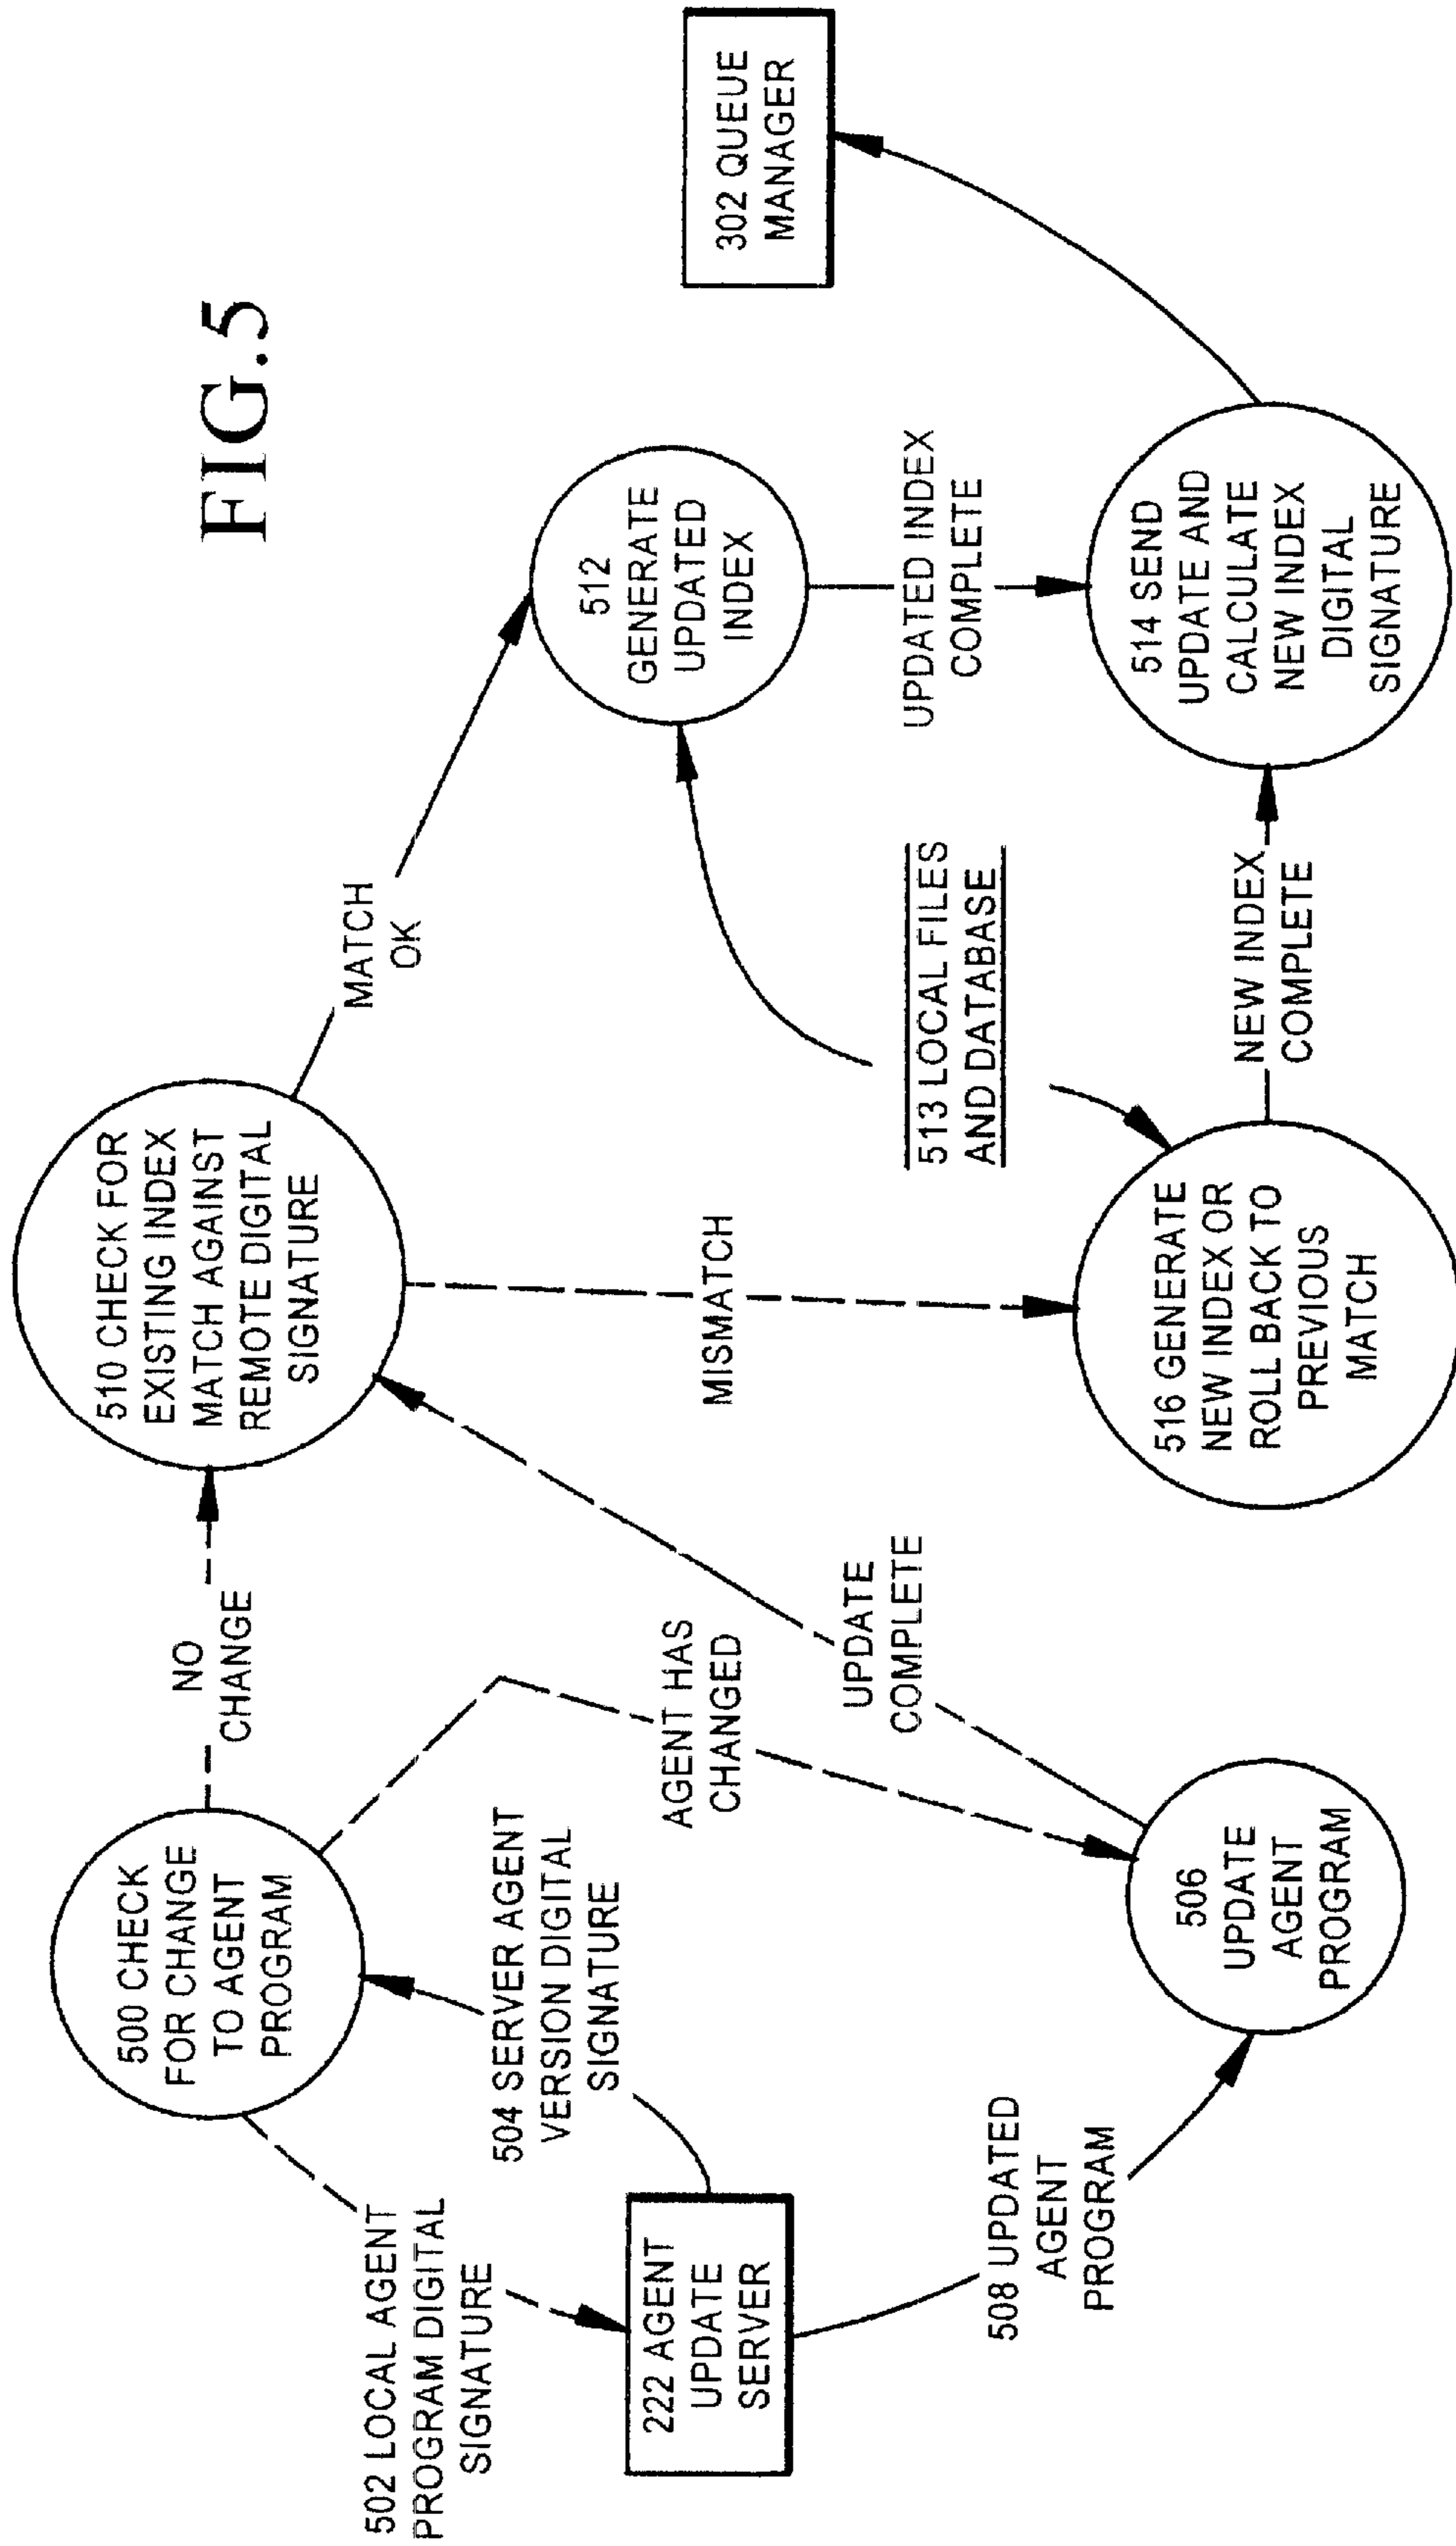 FIG.5
500 CHECK
FOR CHANGE
TO AGENT
PROGRAM
NO
CHANGE
510 CHECK FOR
EXISTING INDEX
MATCH AGAINST
REMOTE DIGITAL
SIGNATURE
MATCH
OK
502 LOCAL AGENT
PROGRAM DIGITAL
SIGNATURE
504 SERVER AGENT
VERSION DIGITAL
SIGNATURE
AGENT HAS
CHANGED
UPDATE
COMPLETE
MISMATCH
512
GENERATE
UPDATED
INDEX
302 QUEUE
MANAGER
222 AGENT
UPDATE
SERVER
513 LOCAL FILES
AND DATABASE
UPDATED INDEX
COMPLETE
508 UPDATED
AGENT
PROGRAM
506
UPDATE
AGENT
PROGRAM
516 GENERATE
NEW INDEX OR
ROLL BACK TO
PREVIOUS
MATCH
NEW INDEX
COMPLETE
514 SEND
UPDATE AND
CALCULATE
NEW INDEX
DIGITAL
SIGNATURE